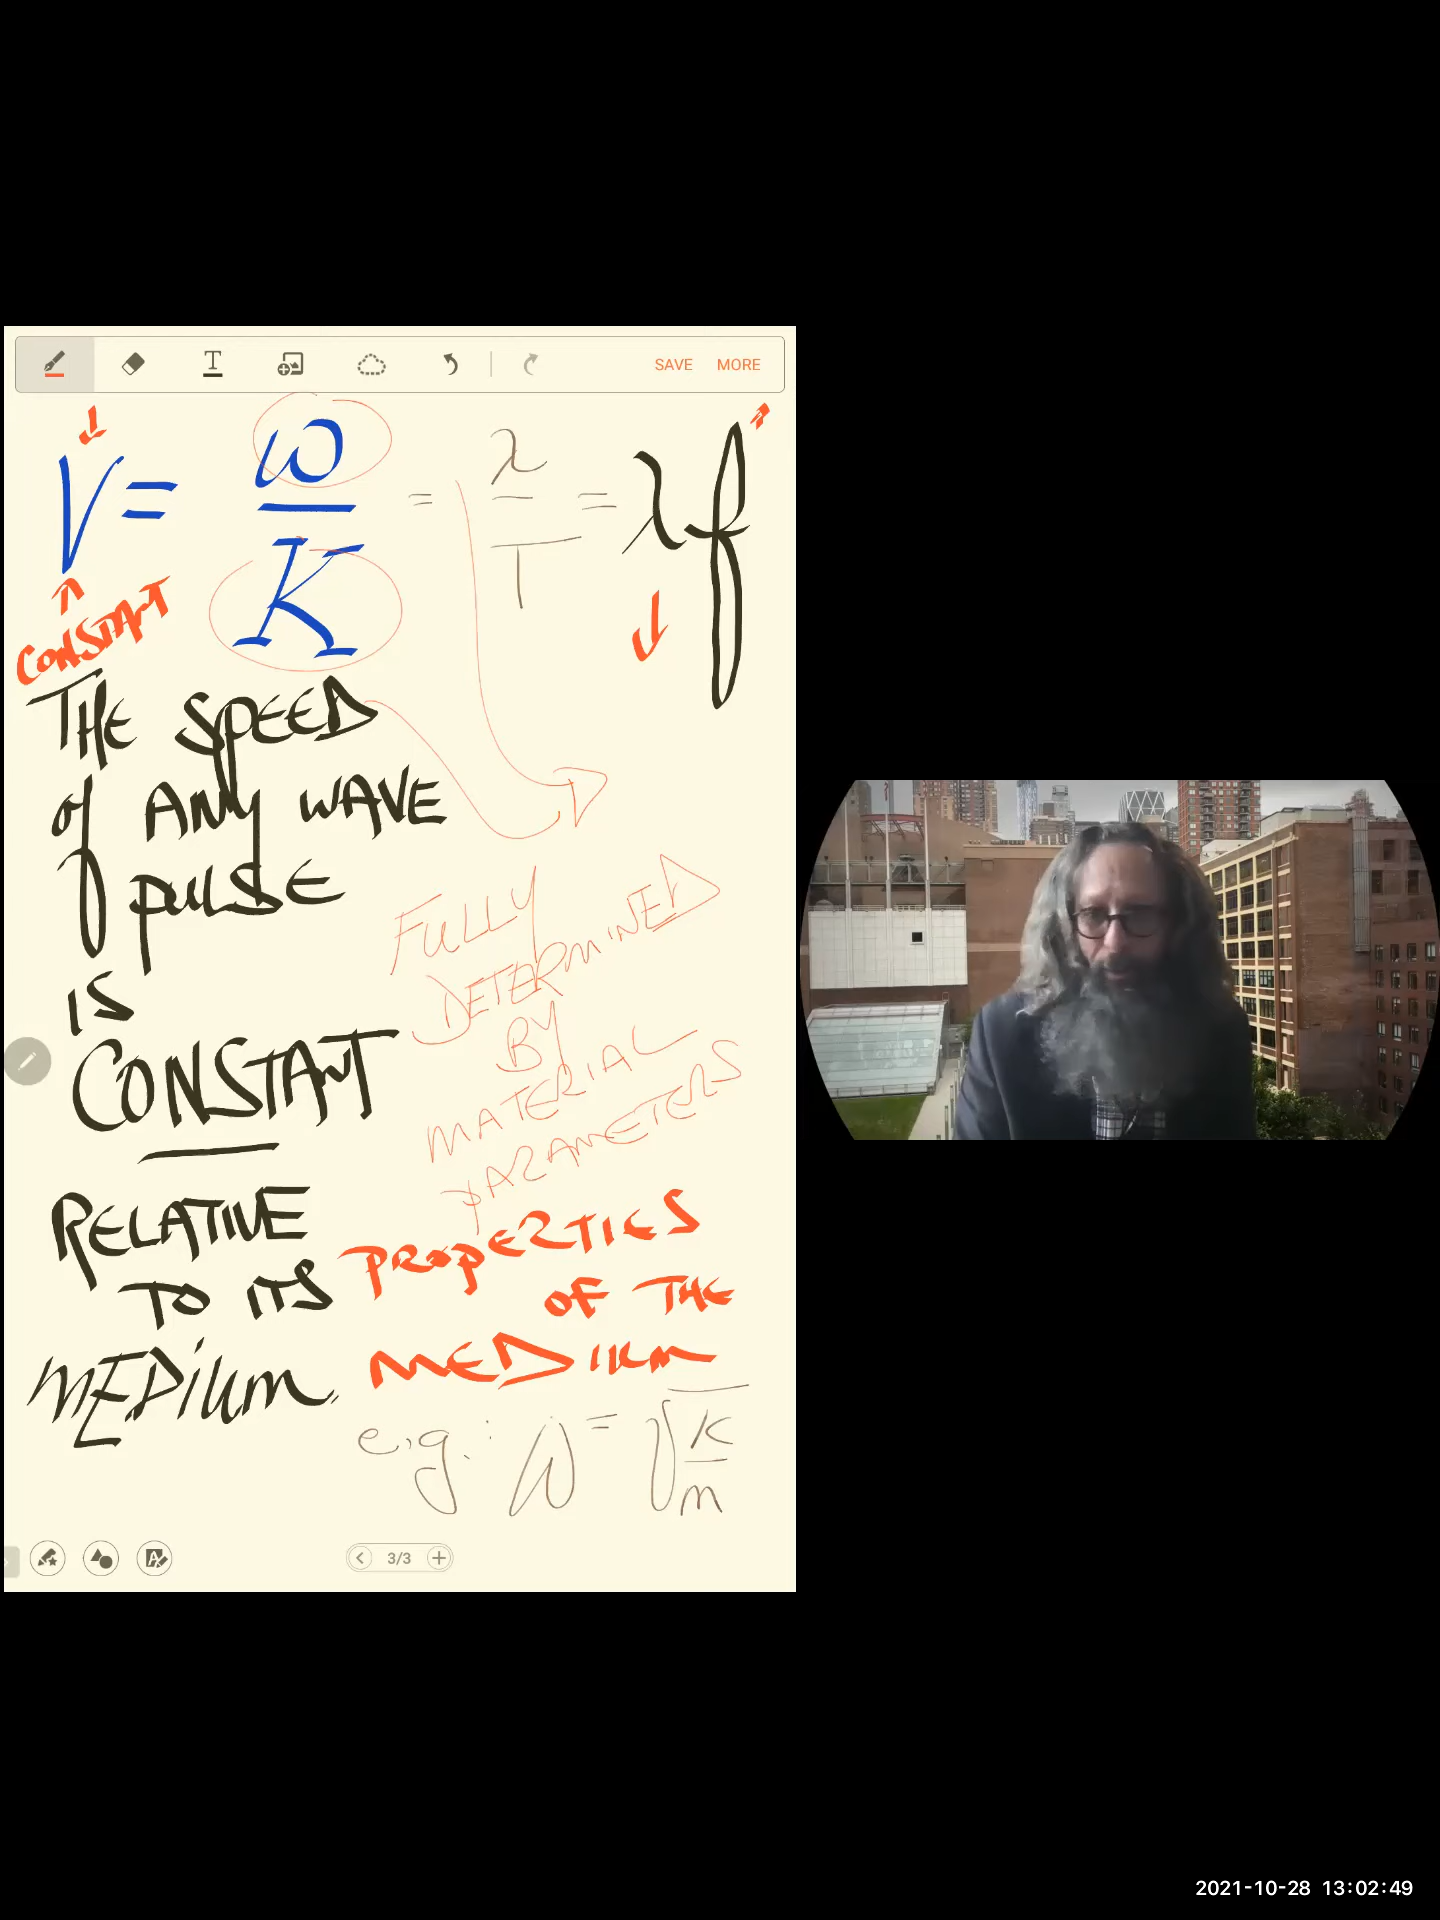 SAVE MORE
V = ω/K = λ/T = λf
CONSTANT
THE SPEED
of ANY WAVE
pulse
IS
CONSTANT
RELATIVE
TO ITS
MEDIUM.
FULLY
DETERMINED
BY
MATERIAL
PARAMETERS
PROPERTIES
OF THE
MEDIUM
e.g.: ω = √K/m
3/3
2021-10-28 13:02:49